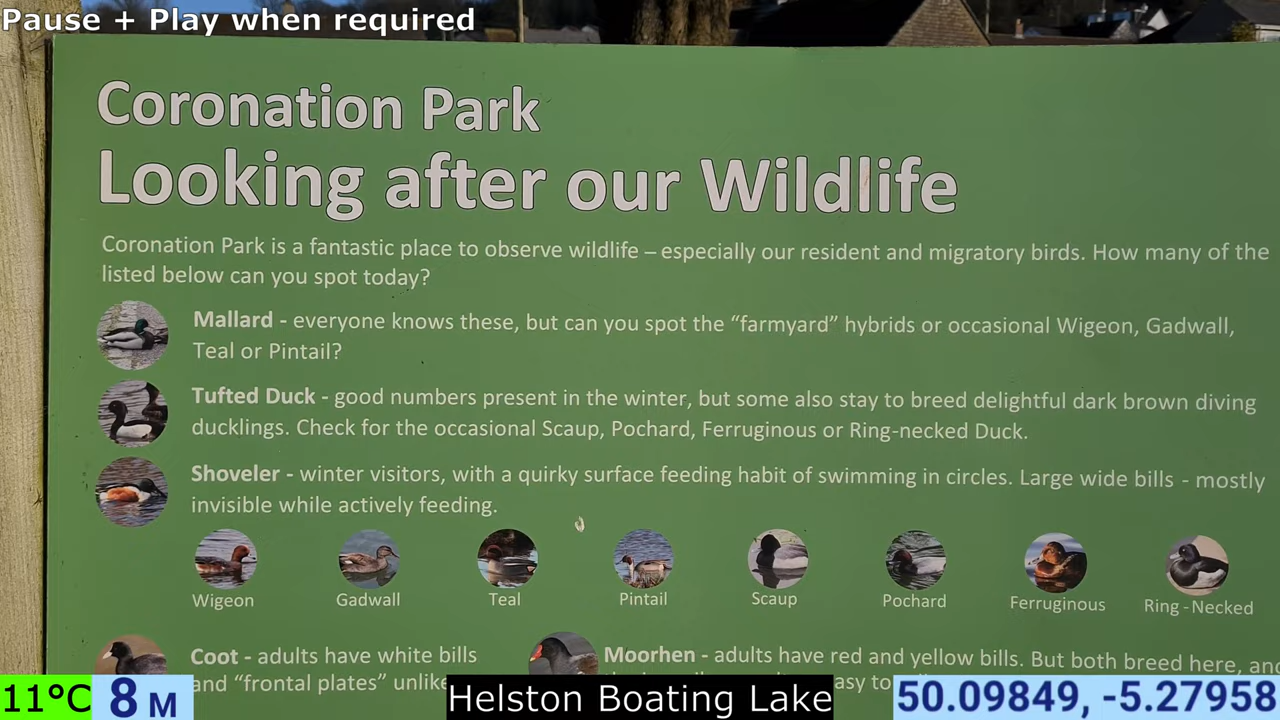 Pause + Play when required
Coronation Park
Looking after our Wildlife
Coronation Park is a fantastic place to observe wildlife – especially our resident and migratory birds. How many of the
listed below can you spot today?
Mallard - everyone knows these, but can you spot the “farmyard” hybrids or occasional Wigeon, Gadwall,
Teal or Pintail?
Tufted Duck - good numbers present in the winter, but some also stay to breed delightful dark brown diving
ducklings. Check for the occasional Scaup, Pochard, Ferruginous or Ring-necked Duck.
Shoveler - winter visitors, with a quirky surface feeding habit of swimming in circles. Large wide bills - mostly
invisible while actively feeding.
Wigeon Gadwall Teal Pintail Scaup Pochard Ferruginous Ring-Necked
Coot - adults have white bills
and “frontal plates” unlike
Moorhen - adults have red and yellow bills. But both breed here, and
11°C 8 M Helston Boating Lake 50.09849, -5.27958